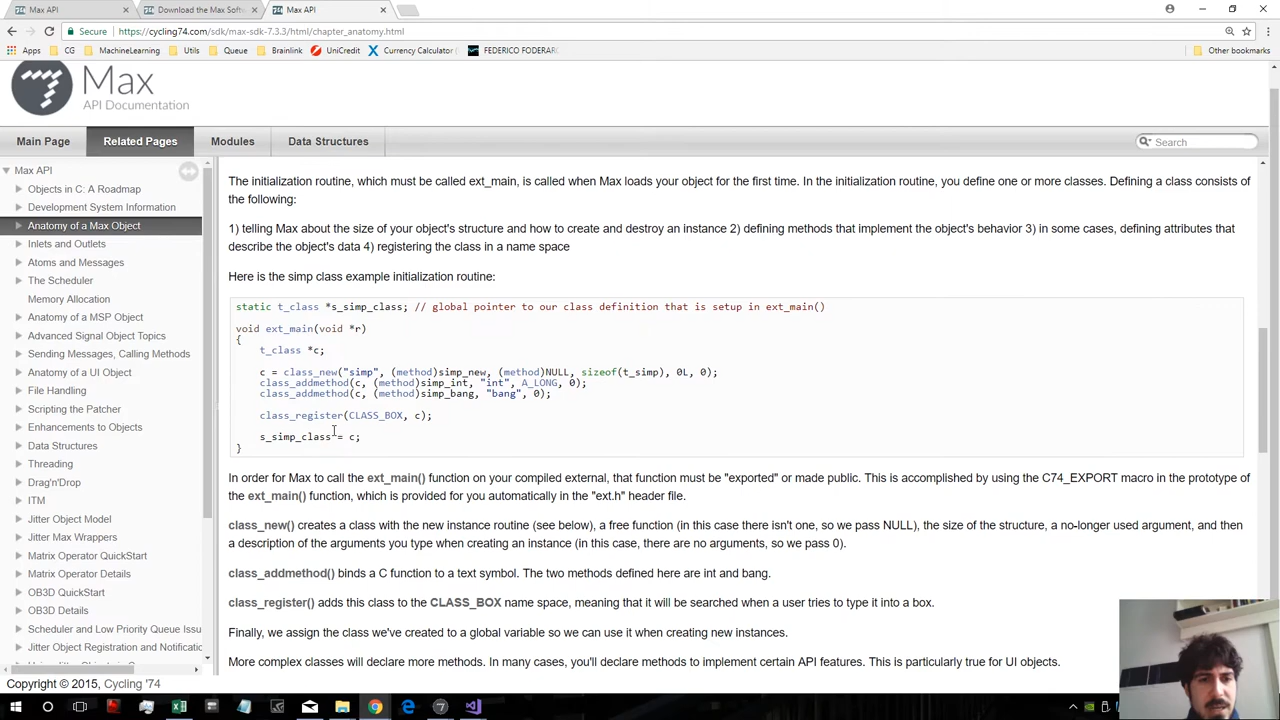 Max API
Download the Max Softw
Max API
Secure
https://cycling74.com/sdk/max-sdk-7.3.3/html/chapter_anatomy.html
Apps
CG
MachineLearning
Utils
Queue
Brainlink
UniCredit
Currency Calculator (
FEDERICO FODERARO
Other bookmarks
Max
API Documentation
Main Page
Related Pages
Modules
Data Structures
Search
Max API
Objects in C: A Roadmap
Development System Information
Anatomy of a Max Object
Inlets and Outlets
Atoms and Messages
The Scheduler
Memory Allocation
Anatomy of a MSP Object
Advanced Signal Object Topics
Sending Messages, Calling Methods
Anatomy of a UI Object
File Handling
Scripting the Patcher
Enhancements to Objects
Data Structures
Threading
Drag'n'Drop
ITM
Jitter Object Model
Jitter Max Wrappers
Matrix Operator QuickStart
Matrix Operator Details
OB3D QuickStart
OB3D Details
Scheduler and Low Priority Queue Issu
Jitter Object Registration and Notificatio
The initialization routine, which must be called ext_main, is called when Max loads your object for the first time. In the initialization routine, you define one or more classes. Defining a class consists of
the following:
1) telling Max about the size of your object's structure and how to create and destroy an instance 2) defining methods that implement the object's behavior 3) in some cases, defining attributes that
describe the object's data 4) registering the class in a name space
Here is the simp class example initialization routine:
static t_class *s_simp_class; // global pointer to our class definition that is setup in ext_main()
void ext_main(void *r)
{
t_class *c;
c = class_new("simp", (method)simp_new, (method)NULL, sizeof(t_simp), 0L, 0);
class_addmethod(c, (method)simp_int, "int", A_LONG, 0);
class_addmethod(c, (method)simp_bang, "bang", 0);
class_register(CLASS_BOX, c);
s_simp_class = c;
}
In order for Max to call the ext_main() function on your compiled external, that function must be "exported" or made public. This is accomplished by using the C74_EXPORT macro in the prototype of
the ext_main() function, which is provided for you automatically in the "ext.h" header file.
class_new() creates a class with the new instance routine (see below), a free function (in this case there isn't one, so we pass NULL), the size of the structure, a no-longer used argument, and then
a description of the arguments you type when creating an instance (in this case, there are no arguments, so we pass 0).
class_addmethod() binds a C function to a text symbol. The two methods defined here are int and bang.
class_register() adds this class to the CLASS_BOX name space, meaning that it will be searched when a user tries to type it into a box.
Finally, we assign the class we've created to a global variable so we can use it when creating new instances.
More complex classes will declare more methods. In many cases, you'll declare methods to implement certain API features. This is particularly true for UI objects.
Copyright © 2015, Cycling '74